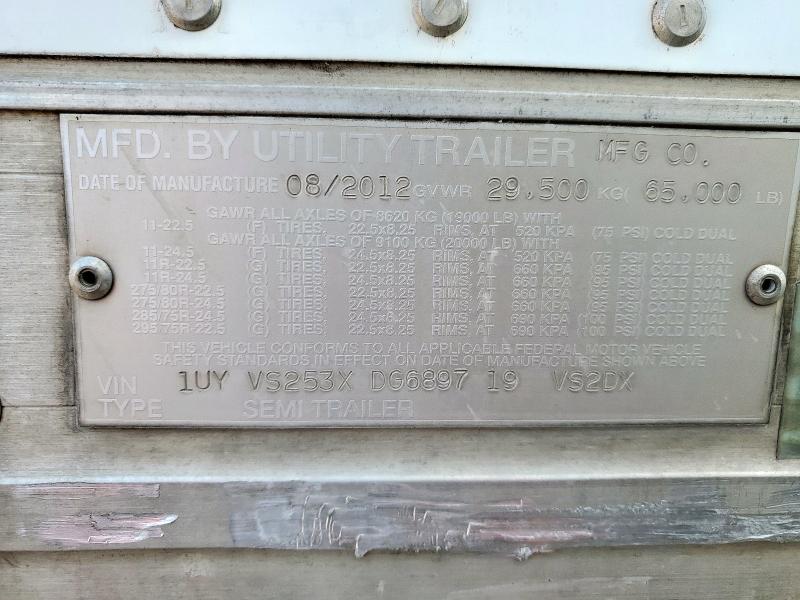 MFD. BY UTILITY TRAILER MFG CO.
DATE OF MANUFACTURE 08/2012 GVWR 29,500 KG( 65,000 LB)
GAWR ALL AXLES OF 8620 KG (19000 LB) WITH
11-22.5 (F) TIRES, 22.5x8.25 RIMS, AT 520 KPA (75 PSI) COLD DUAL
GAWR ALL AXLES OF 9100 KG (20000 LB) WITH
11-24.5 (F) TIRES, 24.5x8.25 RIMS, AT 520 KPA (75 PSI) COLD DUAL
11R-22.5 (G) TIRES, 22.5x8.25 RIMS, AT 660 KPA (95 PSI) COLD DUAL
11R-24.5 (G) TIRES, 24.5x8.25 RIMS, AT 660 KPA (95 PSI) COLD DUAL
275/80R-22.5 (G) TIRES, 22.5x8.25 RIMS, AT 660 KPA (95 PSI) COLD DUAL
275/80R-24.5 (G) TIRES, 24.5x8.25 RIMS, AT 660 KPA (95 PSI) COLD DUAL
285/75R-24.5 (G) TIRES, 24.5x8.25 RIMS, AT 690 KPA (100 PSI) COLD DUAL
295/75R-22.5 (G) TIRES, 22.5x8.25 RIMS, AT 690 KPA (100 PSI) COLD DUAL
THIS VEHICLE CONFORMS TO ALL APPLICABLE FEDERAL MOTOR VEHICLE
SAFETY STANDARDS IN EFFECT ON DATE OF MANUFACTURE SHOWN ABOVE
VIN 1UY VS253X DG6897 19 VS2DX
TYPE SEMI TRAILER